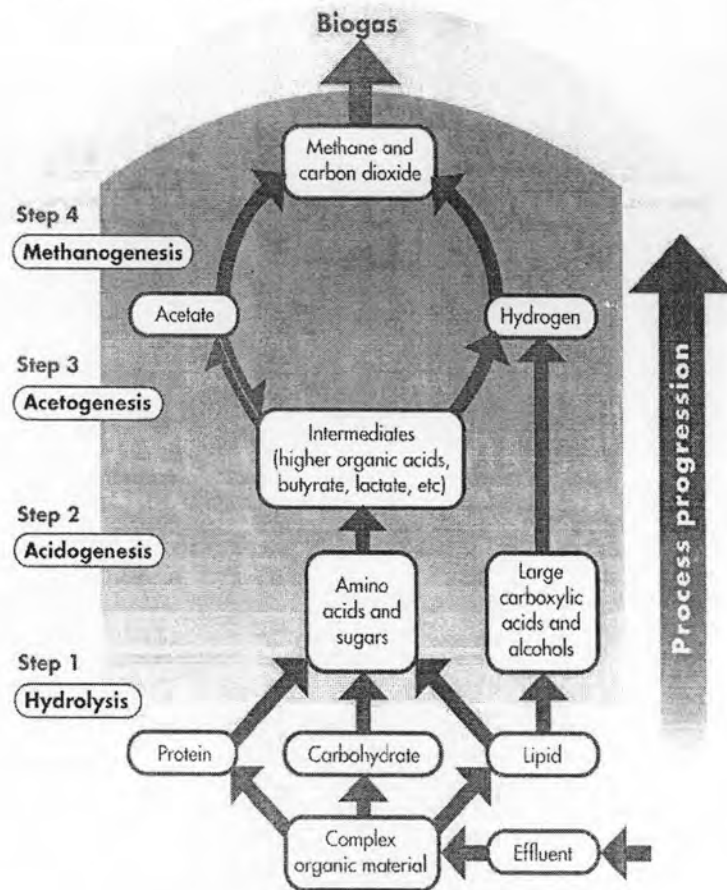 Biogas
Methane and
carbon dioxide
Step 4
Methanogenesis
Acetate
Hydrogen
Step 3
Acetogenesis
Intermediates
(higher organic acids,
butyrate, lactate, etc)
Step 2
Acidogenesis
Amino
acids and
sugars
Large
carboxylic
acids and
alcohols
Process progression
Step 1
Hydrolysis
Protein
Carbohydrate
Lipid
Complex
organic material
Effluent